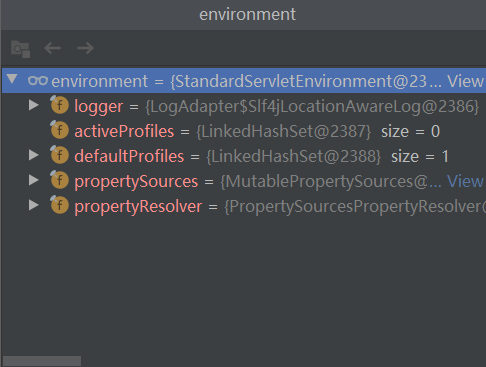 environment
environment = {StandardServletEnvironment@23... View
f logger = {LogAdapter$Slf4jLocationAwareLog@2386}
f activeProfiles = {LinkedHashSet@2387} size = 0
f defaultProfiles = {LinkedHashSet@2388} size = 1
f propertySources = {MutablePropertySources@... View
f propertyResolver = {PropertySourcesPropertyResolver@